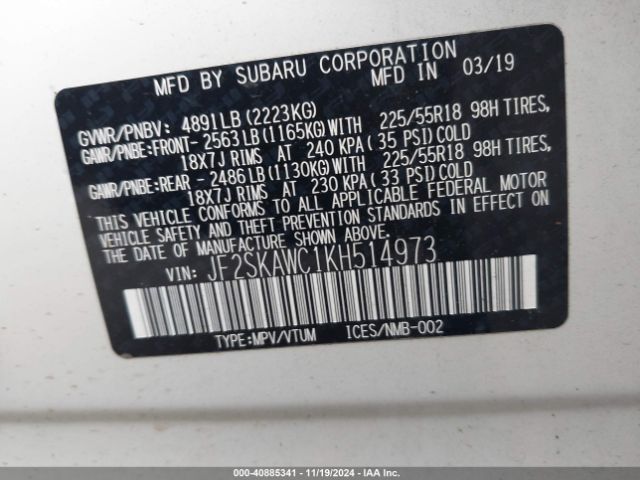 MFD BY SUBARU CORPORATION
MFD IN 03/19
GVWR/PNBV: 4891LB(2223KG)
GAWR/PNBE:FRONT- 2563LB(1165KG)WITH 225/55R18 98H TIRES,
18X7J RIMS AT 240 KPA(35 PSI)COLD
GAWR/PNBE:REAR - 2486LB(1130KG)WITH 225/55R18 98H TIRES,
18X7J RIMS AT 230 KPA(33 PSI)COLD
THIS VEHICLE CONFORMS TO ALL APPLICABLE FEDERAL MOTOR
VEHICLE SAFETY AND THEFT PREVENTION STANDARDS IN EFFECT ON
THE DATE OF MANUFACTURE SHOWN ABOVE.
VIN: JF2SKAWC1KH514973
TYPE:MPV/VTUM ICES/NMB-002
000-40885341 - 11/19/2024 - IAA Inc.